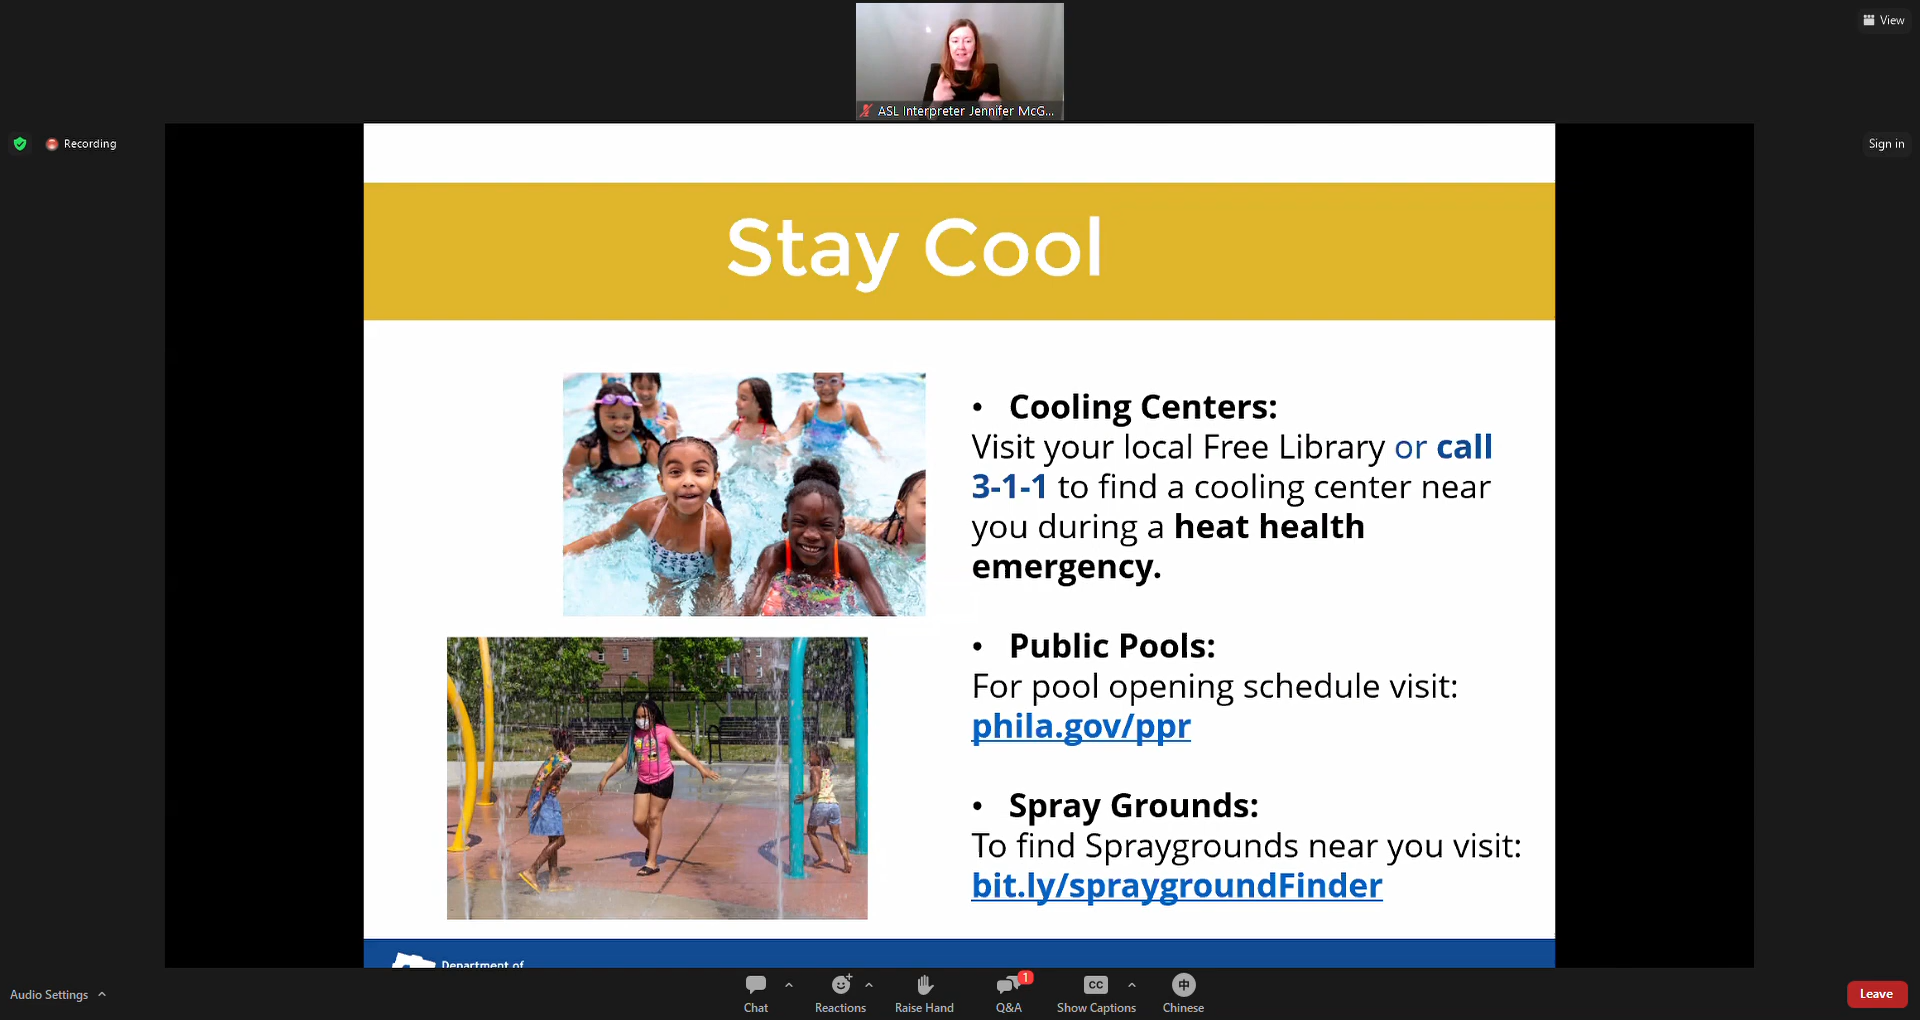 View
ASL Interpreter Jennifer McG...
Recording
Sign in
Stay Cool
• Cooling Centers:
Visit your local Free Library or call
3-1-1 to find a cooling center near
you during a heat health
emergency.
• Public Pools:
For pool opening schedule visit:
phila.gov/ppr
• Spray Grounds:
To find Spraygrounds near you visit:
bit.ly/spraygroundFinder
Department of
Audio Settings
Chat
Reactions
Raise Hand
1
Q&A
CC
Show Captions
中
Chinese
Leave